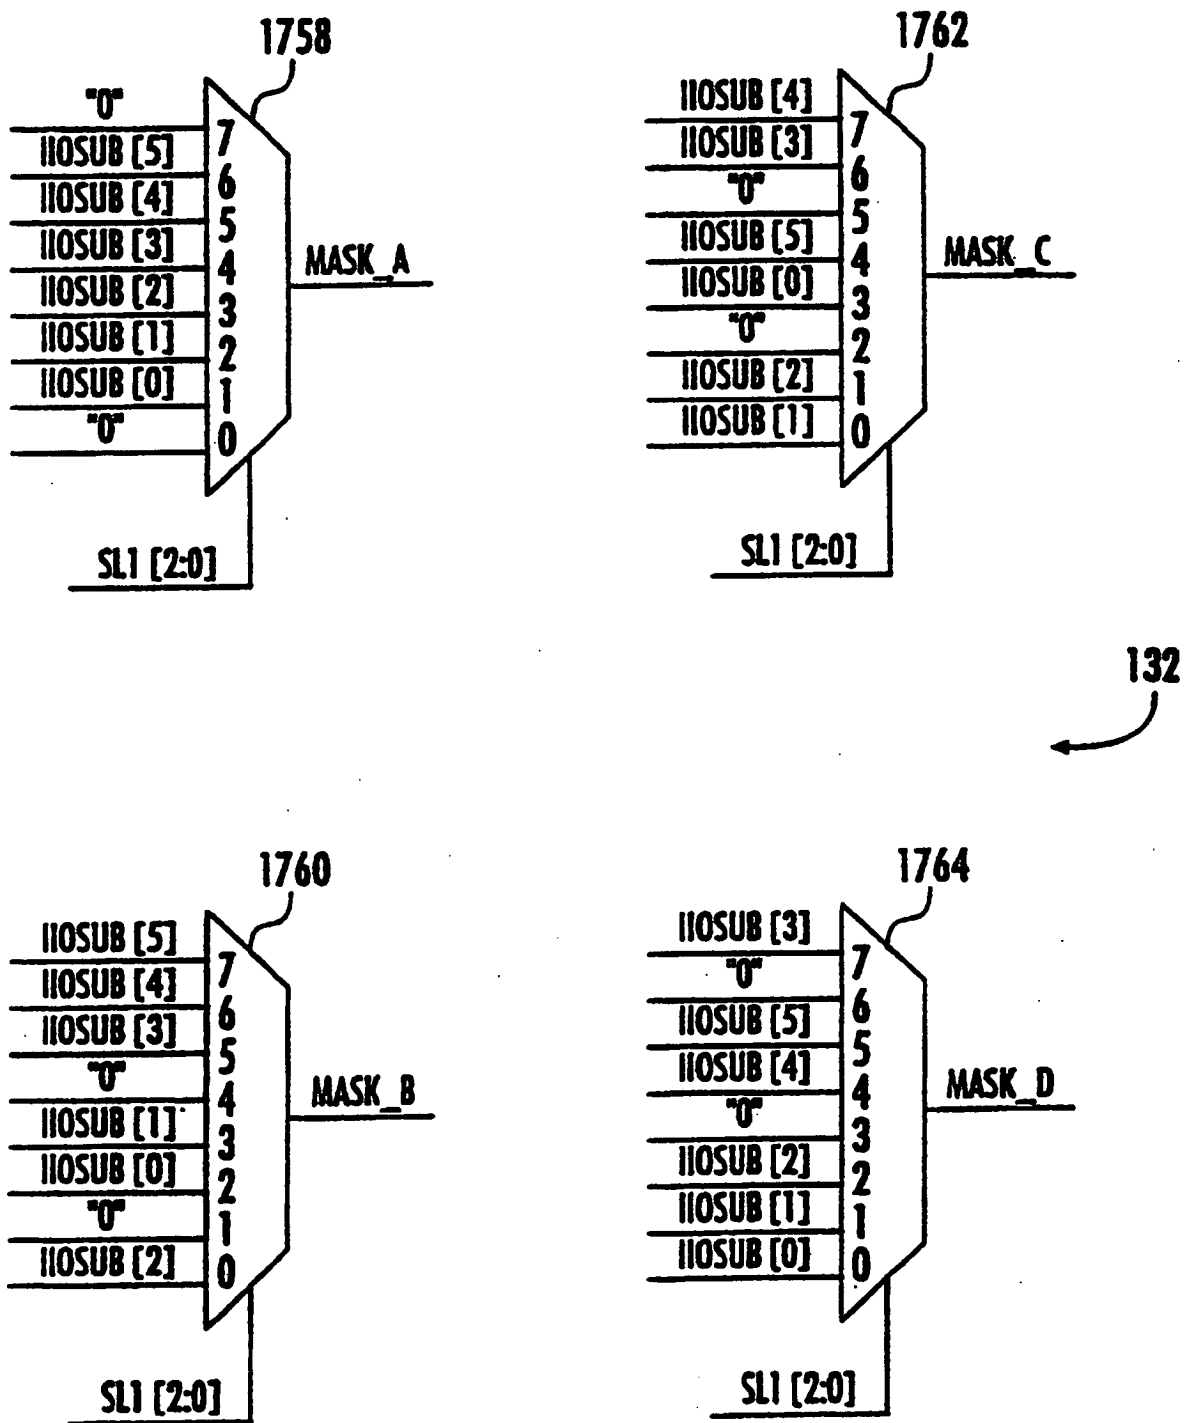 1758
"0"
7
IIOSUB [5]
6
IIOSUB [4]
5
IIOSUB [3]
4
IIOSUB [2]
3
IIOSUB [1]
2
IIOSUB [0]
1
"0"
0
MASK_A
SL1 [2:0]
1762
IIOSUB [4]
7
IIOSUB [3]
6
"0"
5
IIOSUB [5]
4
IIOSUB [0]
3
"0"
2
IIOSUB [2]
1
IIOSUB [1]
0
MASK_C
SL1 [2:0]
132
1760
IIOSUB [5]
7
IIOSUB [4]
6
IIOSUB [3]
5
"0"
4
IIOSUB [1]
3
IIOSUB [0]
2
"0"
1
IIOSUB [2]
0
MASK_B
SL1 [2:0]
1764
IIOSUB [3]
7
"0"
6
IIOSUB [5]
5
IIOSUB [4]
4
"0"
3
IIOSUB [2]
2
IIOSUB [1]
1
IIOSUB [0]
0
MASK_D
SL1 [2:0]